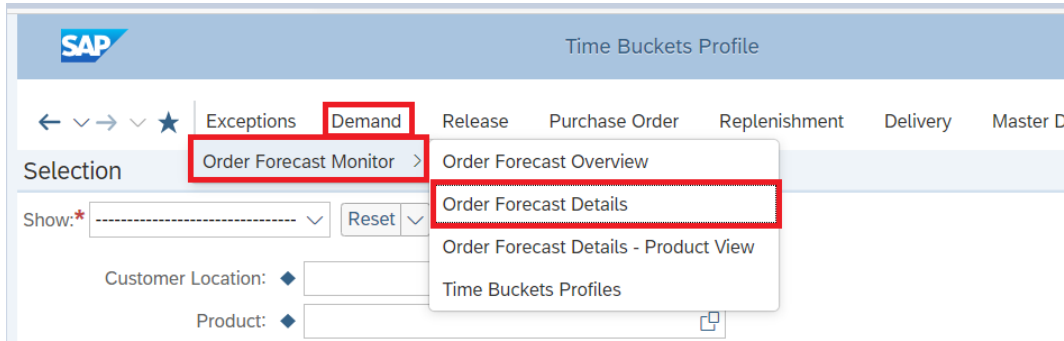 SAP
Time Buckets Profile
Exceptions Demand Release Purchase Order Replenishment Delivery Master D
Order Forecast Monitor >
Order Forecast Overview
Order Forecast Details
Order Forecast Details - Product View
Time Buckets Profiles
Selection
Show:* -------------------------------- Reset
Customer Location:
Product: